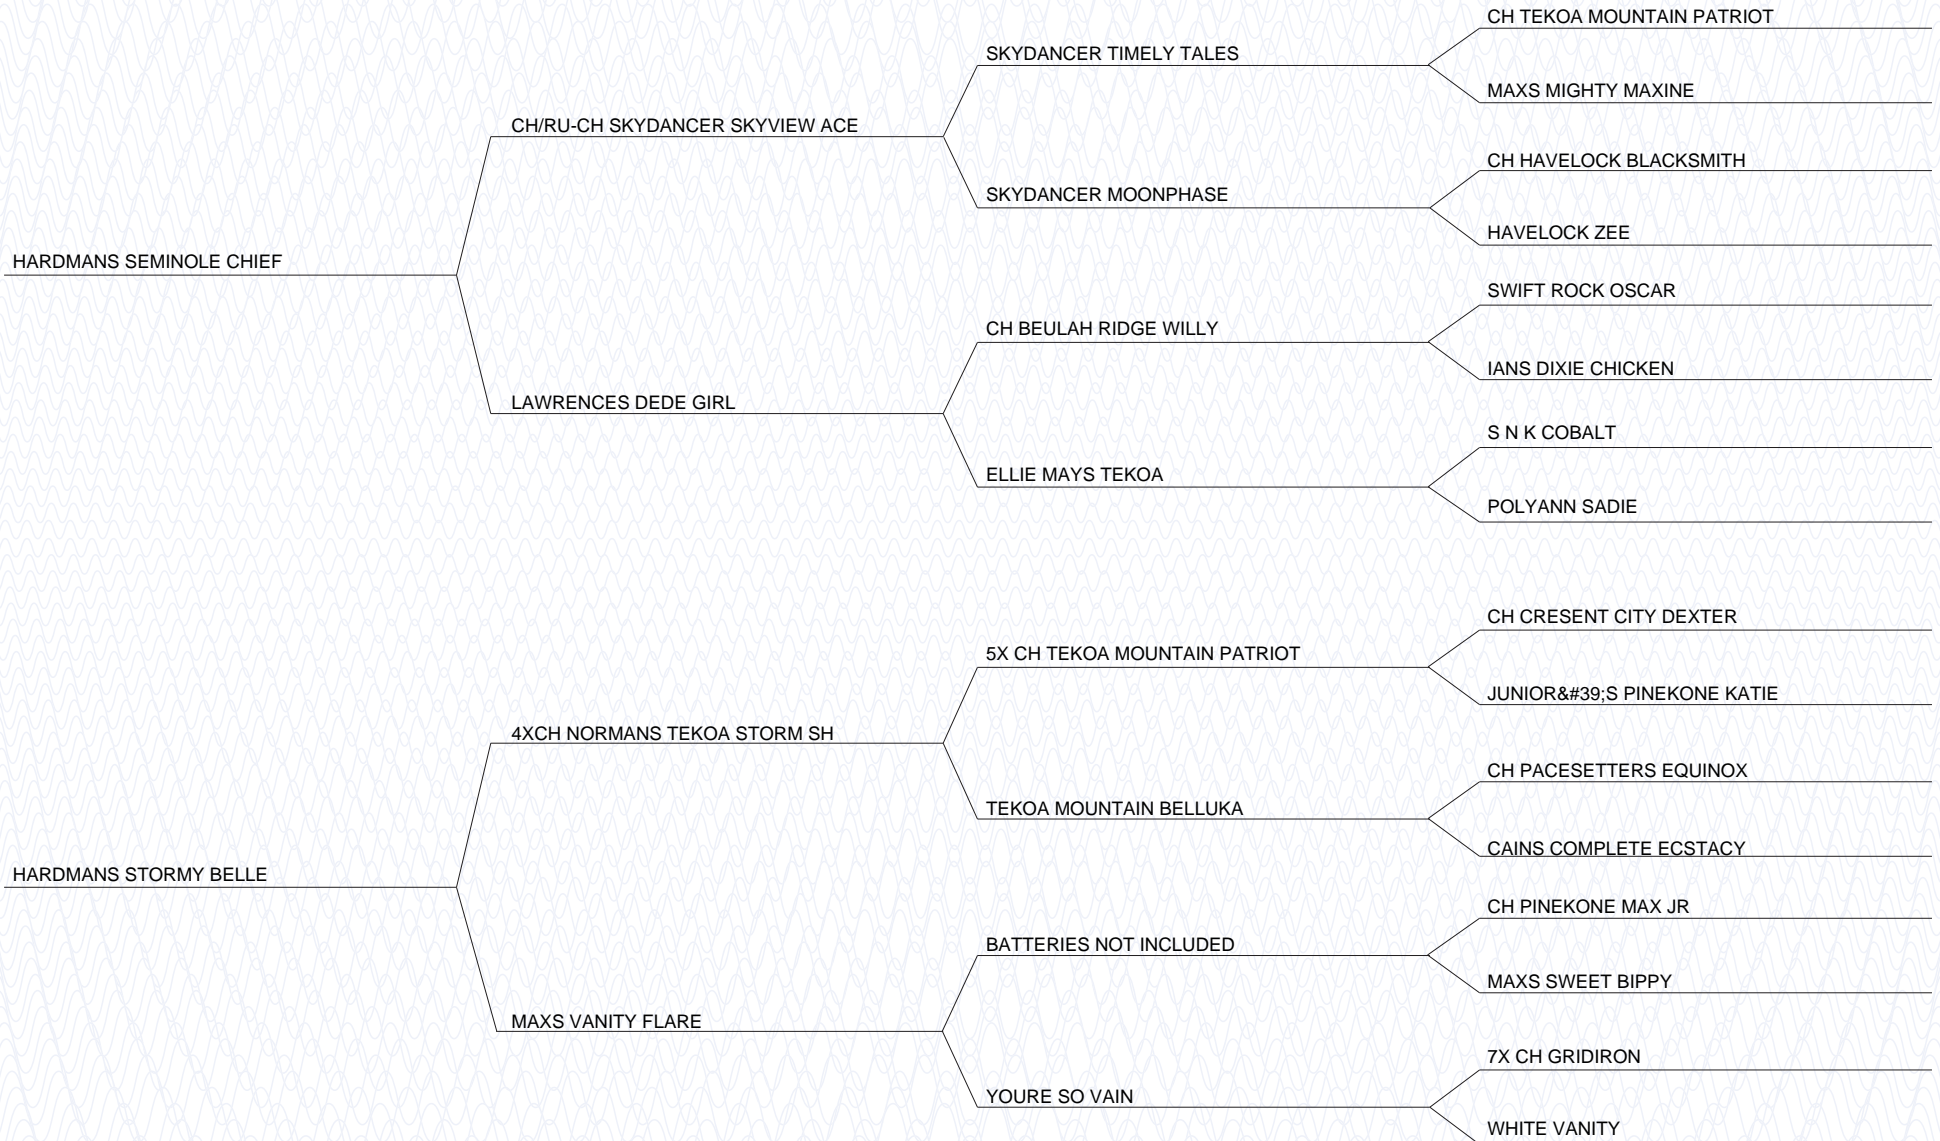 CH TEKOA MOUNTAIN PATRIOT
SKYDANCER TIMELY TALES
MAXS MIGHTY MAXINE
CH/RU-CH SKYDANCER SKYVIEW ACE
CH HAVELOCK BLACKSMITH
SKYDANCER MOONPHASE
HAVELOCK ZEE
HARDMANS SEMINOLE CHIEF
SWIFT ROCK OSCAR
CH BEULAH RIDGE WILLY
IANS DIXIE CHICKEN
LAWRENCES DEDE GIRL
S N K COBALT
ELLIE MAYS TEKOA
POLYANN SADIE
CH CRESENT CITY DEXTER
5X CH TEKOA MOUNTAIN PATRIOT
JUNIOR&#39;S PINEKONE KATIE
4XCH NORMANS TEKOA STORM SH
CH PACESETTERS EQUINOX
TEKOA MOUNTAIN BELLUKA
CAINS COMPLETE ECSTACY
HARDMANS STORMY BELLE
CH PINEKONE MAX JR
BATTERIES NOT INCLUDED
MAXS SWEET BIPPY
MAXS VANITY FLARE
7X CH GRIDIRON
YOURE SO VAIN
WHITE VANITY